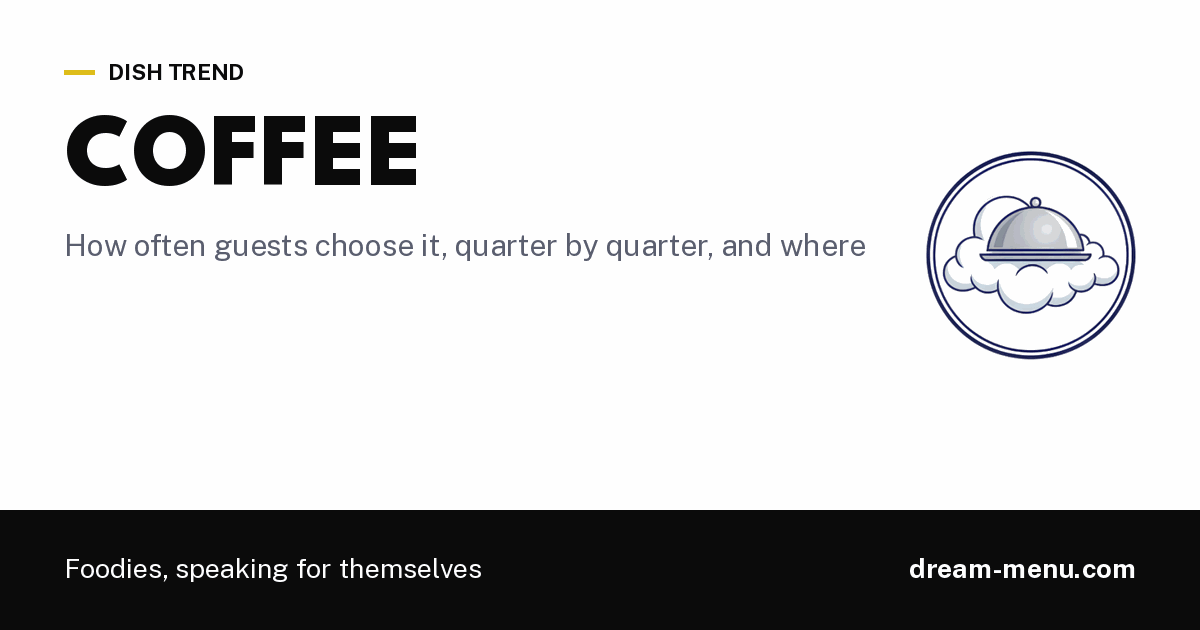 DISH TREND
COFFEE
How often guests choose it, quarter by quarter, and where
Foodies, speaking for themselves
dream-menu.com